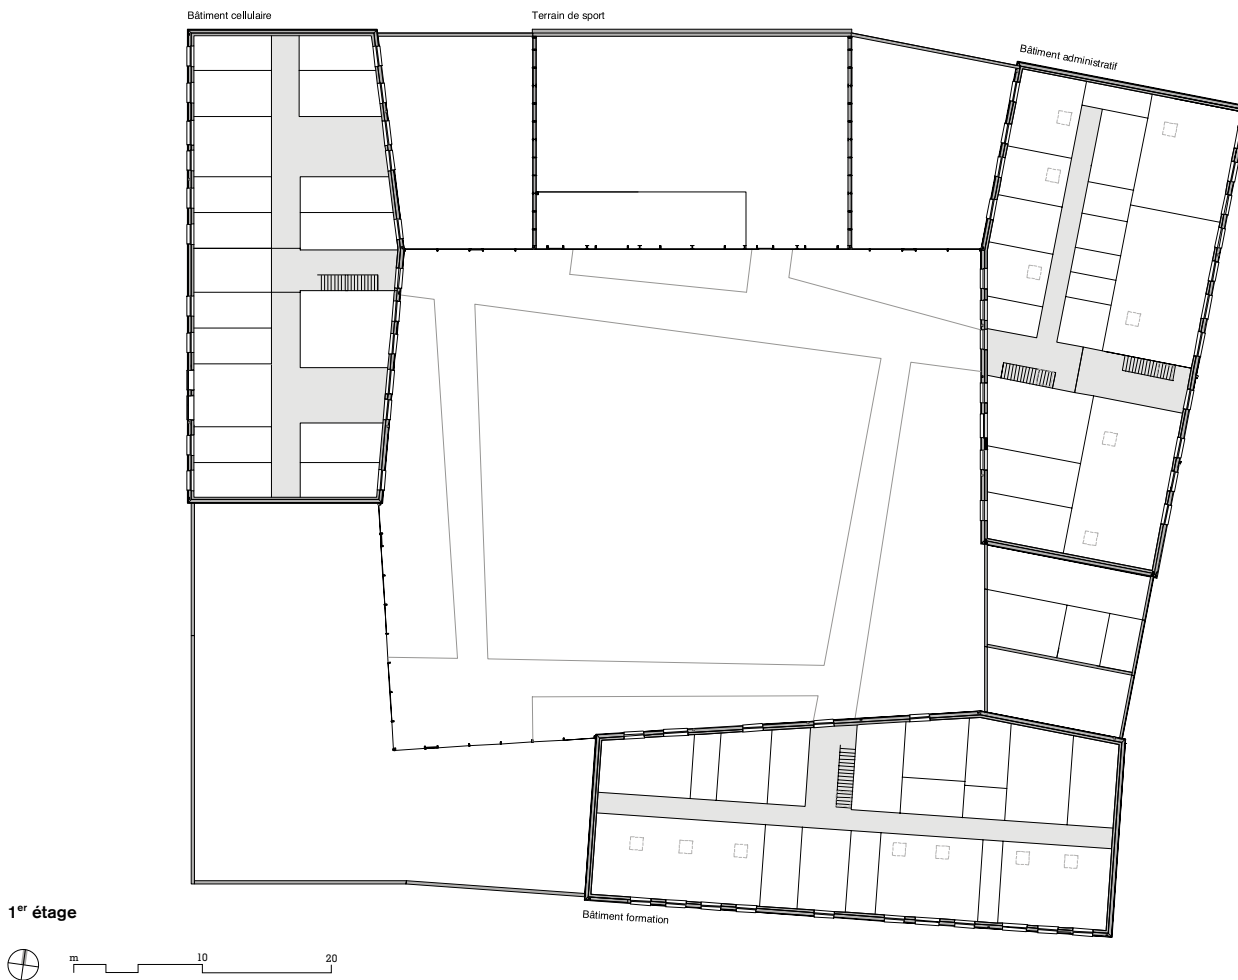 Bâtiment cellulaire
Terrain de sport
Bâtiment administratif
Bâtiment formation
1er étage
m 10 20